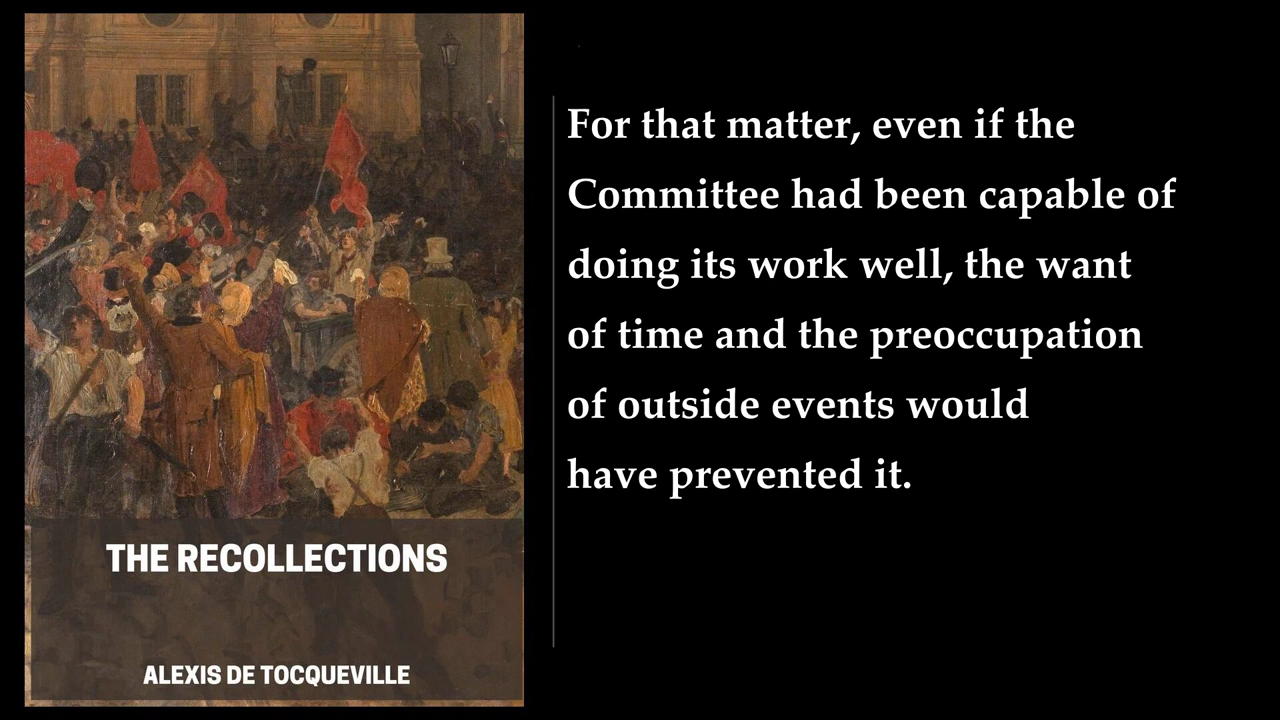 THE RECOLLECTIONS
ALEXIS DE TOCQUEVILLE
For that matter, even if the
Committee had been capable of
doing its work well, the want
of time and the preoccupation
of outside events would
have prevented it.